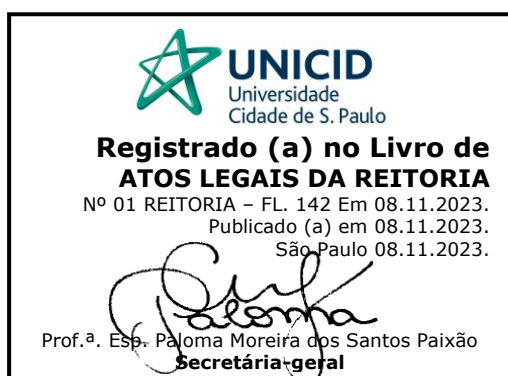 UNICID
Universidade
Cidade de S. Paulo
Registrado (a) no Livro de
ATOS LEGAIS DA REITORIA
Nº 01 REITORIA – FL. 142 Em 08.11.2023.
Publicado (a) em 08.11.2023.
São Paulo 08.11.2023.
Paloma
Prof.ª. Esp. Paloma Moreira dos Santos Paixão
Secretária-geral